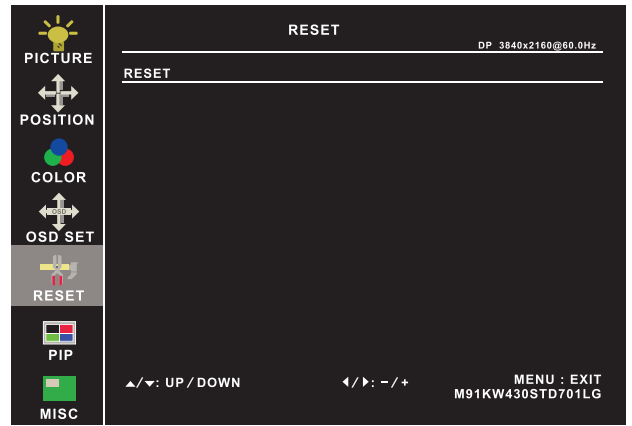 PICTURE
POSITION
COLOR
OSD
OSD SET
RESET
PIP
MISC
RESET
DP 3840x2160@60.0Hz
RESET
▲/▼: UP / DOWN
◀/▶: - / +
MENU : EXIT
M91KW430STD701LG